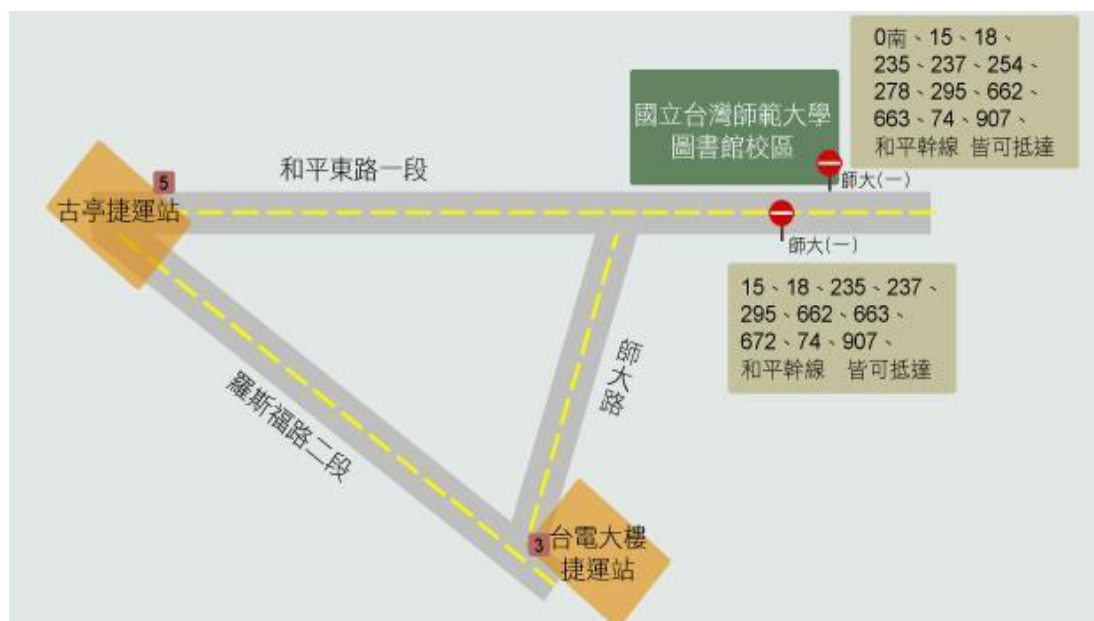 0南、15、18、
235、237、254、
278、295、662、
663、74、907、
和平幹線 皆可抵達
國立台灣師範大學
圖書館校區
師大(一)
和平東路一段
5
古亭捷運站
師大(一)
15、18、235、237、
295、662、663、
672、74、907、
和平幹線 皆可抵達
師大路
羅斯福路二段
3
台電大樓
捷運站